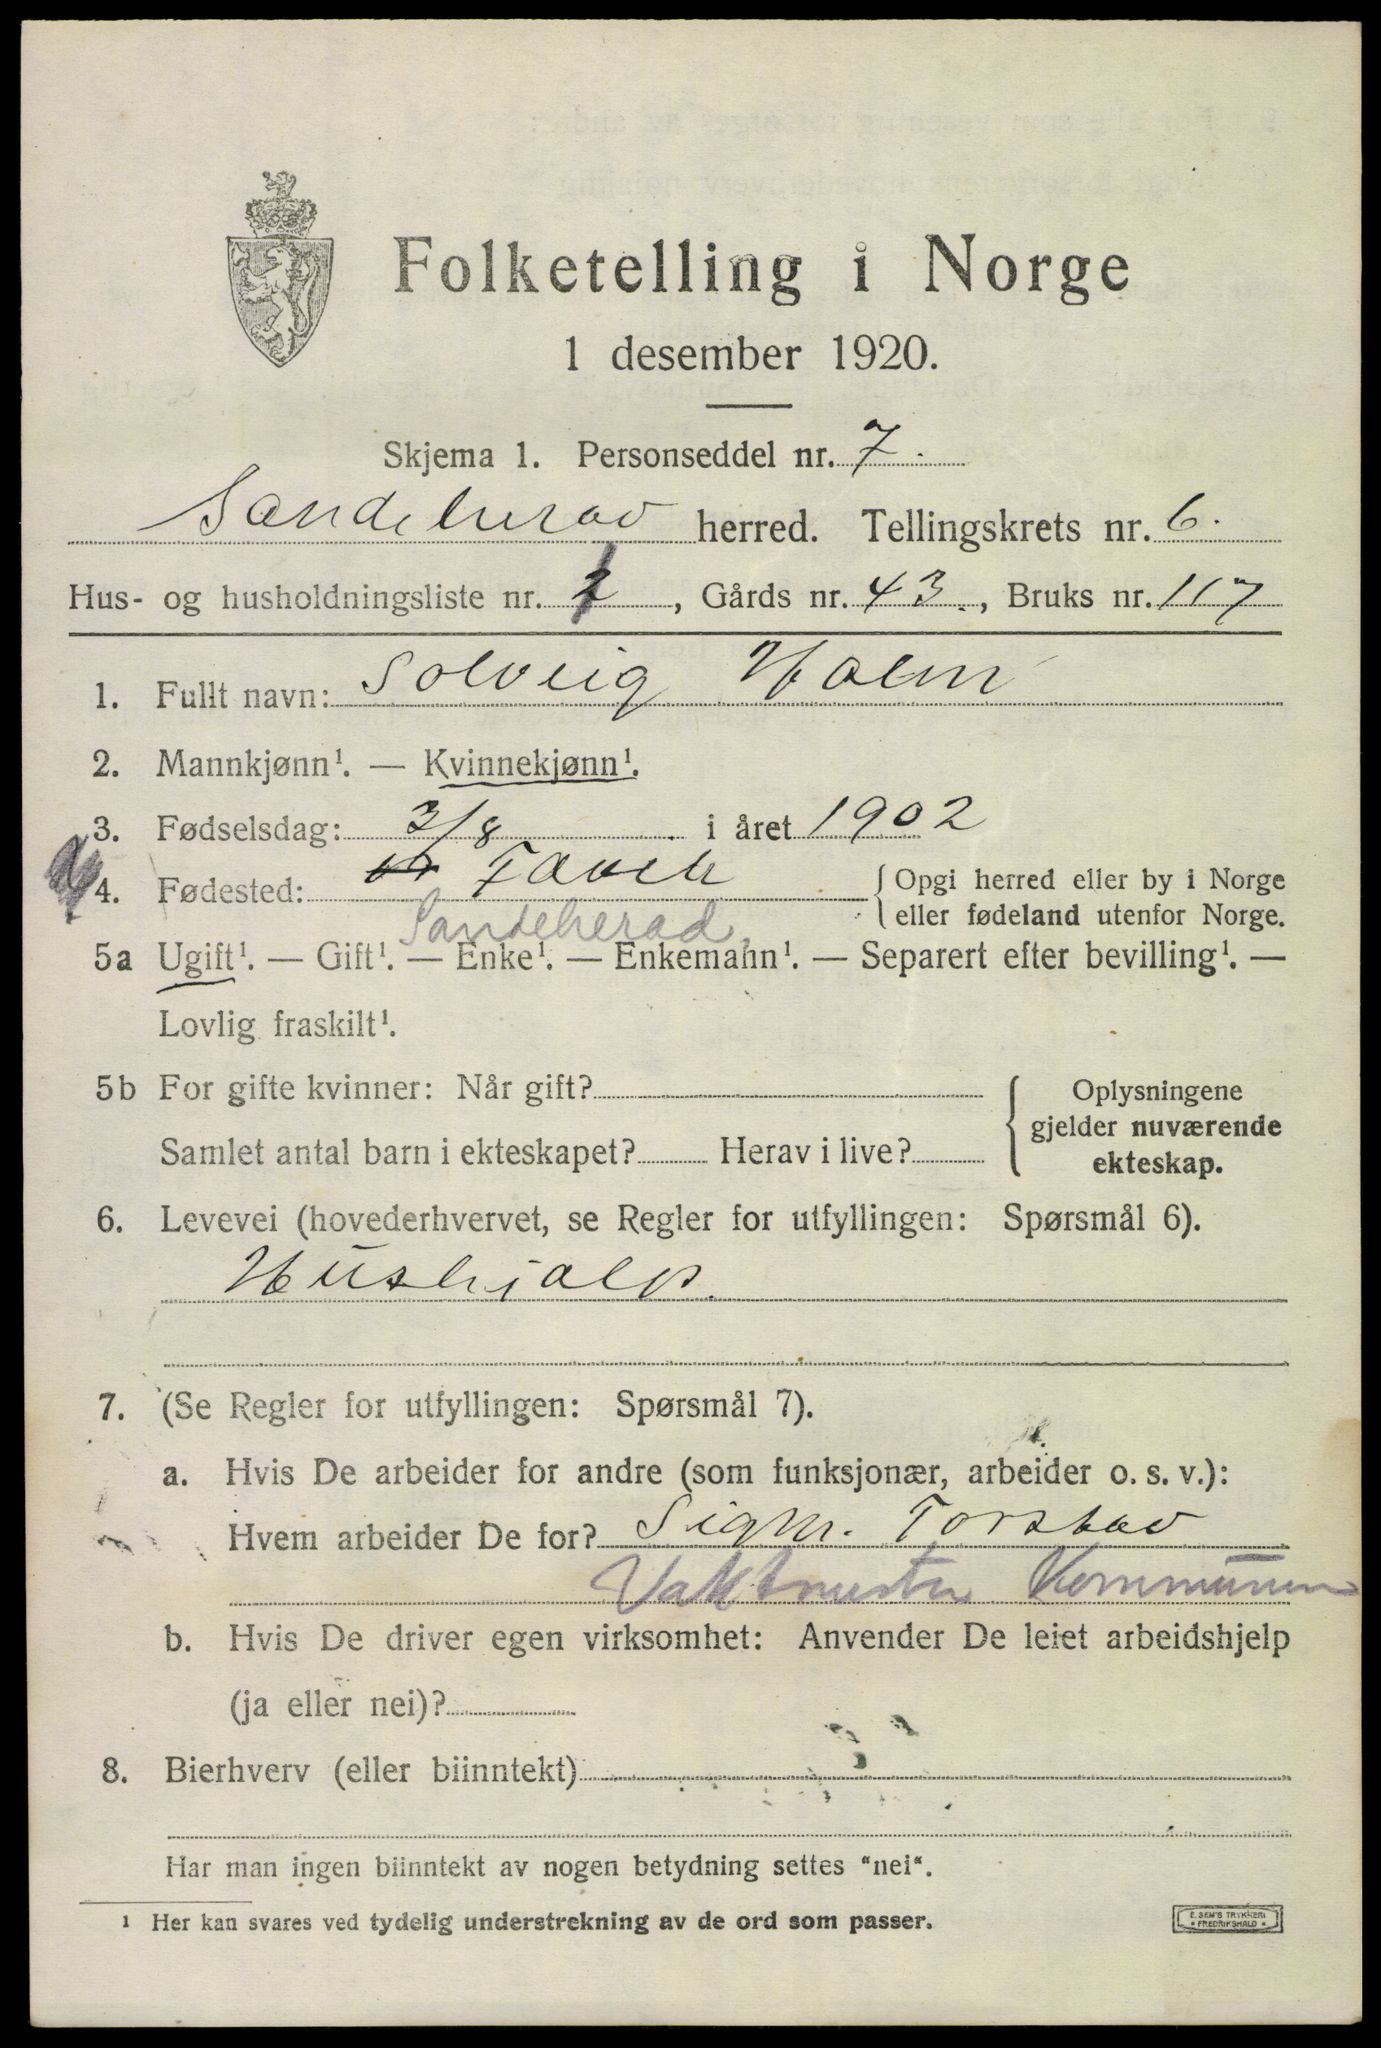 Folketelling i Norge
1 desember 1920.
Skjema 1. Personseddel nr. 7.
Sandeherad herred. Tellingskrets nr. 6.
Hus- og husholdningsliste nr. 1, Gårds nr. 43., Bruks nr. 117
1. Fullt navn: Solveig Holm
2. Mannkjønn¹. — Kvinnekjønn¹.
3. Fødselsdag: 3/8 i året 1902
4. Fødested: {Opgi herred eller by i Norge
eller fødeland utenfor Norge.
Sandeherad.
5a Ugift¹. — Gift¹. — Enke¹. — Enkemann¹. — Separert efter bevilling¹. —
Lovlig fraskilt¹.
5b For gifte kvinner: Når gift?
Samlet antal barn i ekteskapet? Herav i live?
Oplysningene
gjelder nuværende
ekteskap.
6. Levevei (hovederhvervet, se Regler for utfyllingen: Spørsmål 6).
Hushjalp.
7. (Se Regler for utfyllingen: Spørsmål 7).
a. Hvis De arbeider for andre (som funksjonær, arbeider o. s. v.):
Hvem arbeider De for? Torstad
Vaktmester Kommunen
b. Hvis De driver egen virksomhet: Anvender De leiet arbeidshjelp
(ja eller nei)?
8. Bierhverv (eller biinntekt)
Har man ingen biinntekt av nogen betydning settes "nei".
¹ Her kan svares ved tydelig understrekning av de ord som passer.
E. SEM'S TRYKKERI
FREDRIKSHALD